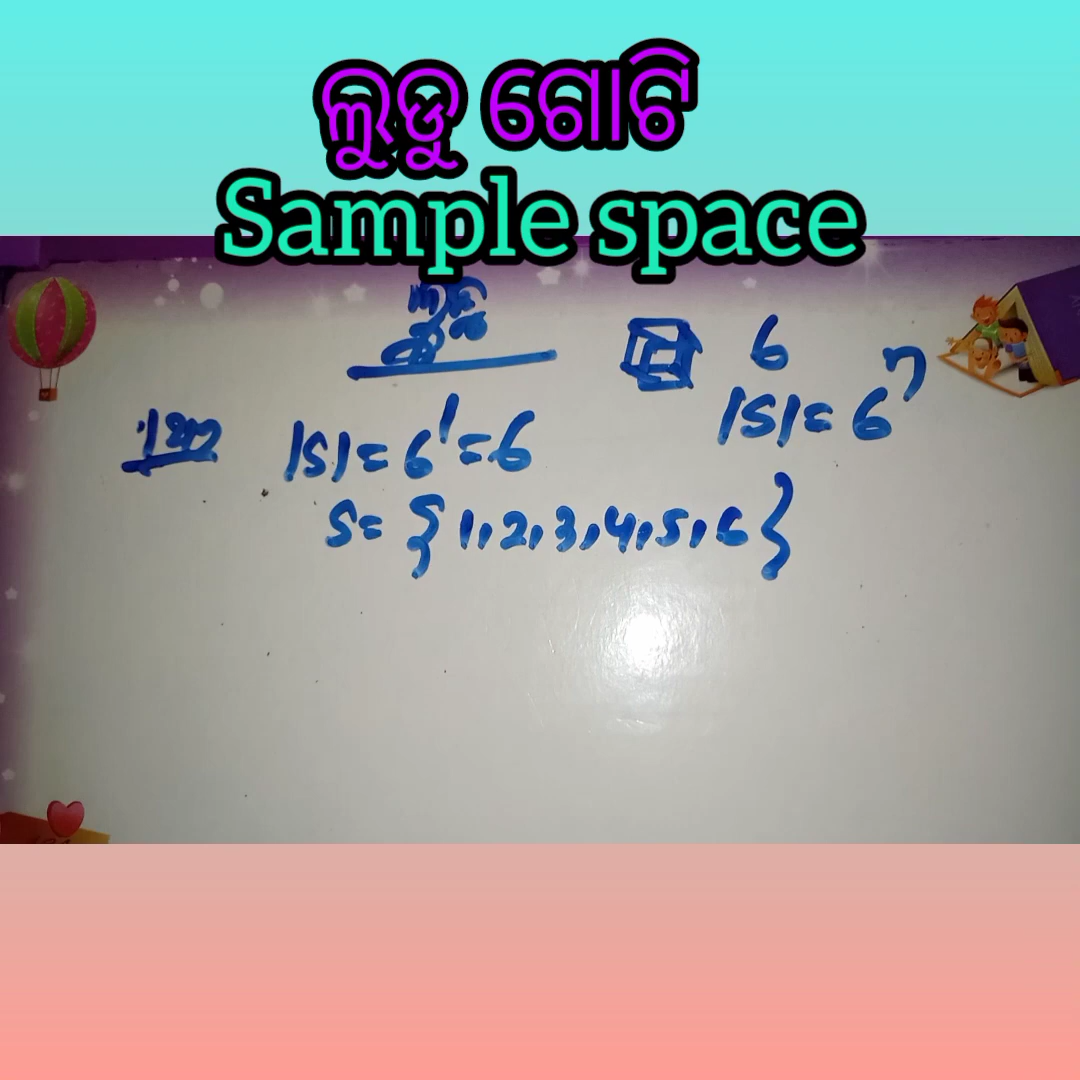 ଲୁଡୁ ଗୋଟି
Sample space
6
|S| = 6ⁿ
|S| = 6¹ = 6
S = {1,2,3,4,5,6}